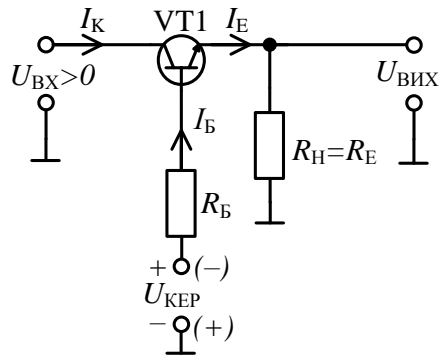 I_К VT1 I_Е
U_ВХ>0 U_ВИХ
I_Б
R_Н=R_Е
R_Б
+ (−)
U_КЕР
− (+)